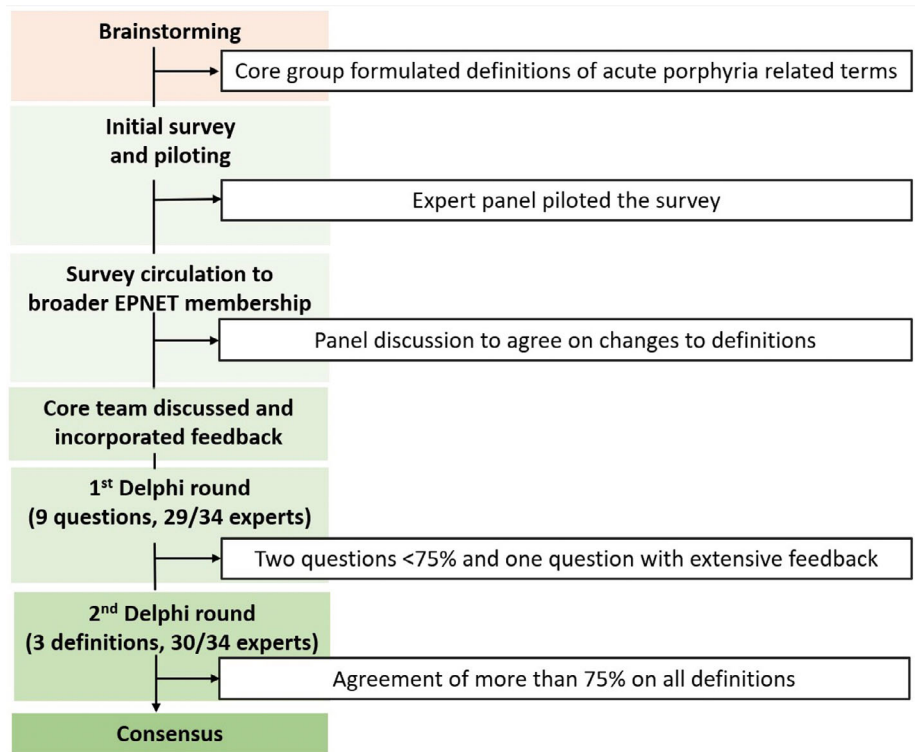 Brainstorming
Core group formulated definitions of acute porphyria related terms
Initial survey
and piloting
Expert panel piloted the survey
Survey circulation to
broader EPNET membership
Panel discussion to agree on changes to definitions
Core team discussed and
incorporated feedback
1st Delphi round
(9 questions, 29/34 experts)
Two questions <75% and one question with extensive feedback
2nd Delphi round
(3 definitions, 30/34 experts)
Agreement of more than 75% on all definitions
Consensus